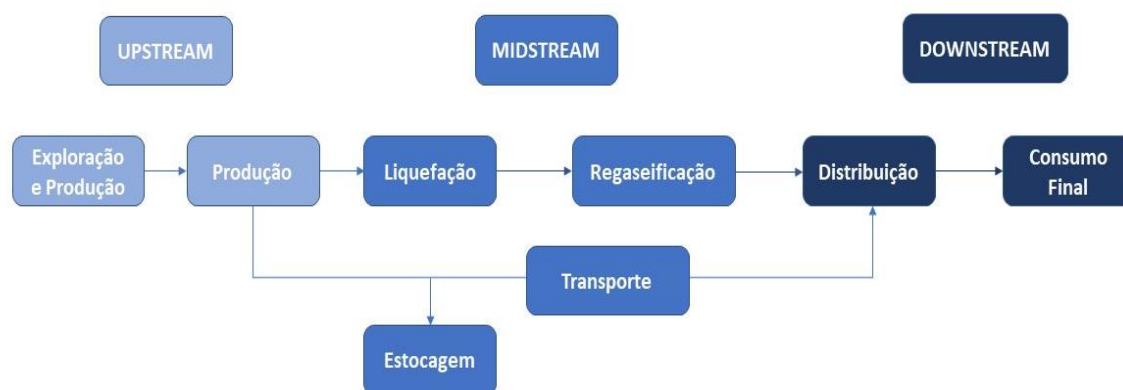 UPSTREAM
MIDSTREAM
DOWNSTREAM
Exploração
e Produção
Produção
Liquefação
Regaseificação
Distribuição
Consumo
Final
Transporte
Estocagem